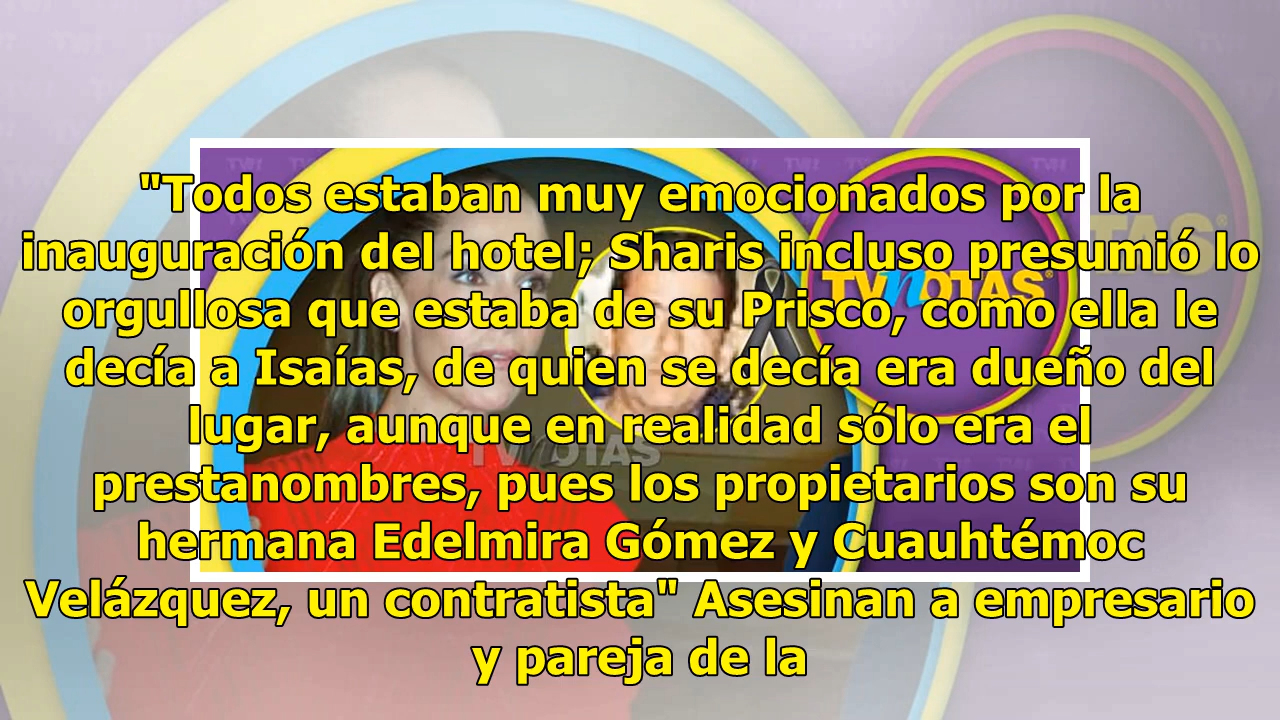 "Todos estaban muy emocionados por la
inauguración del hotel; Sharis incluso presumió lo
orgullosa que estaba de su Prisco, como ella le
decía a Isaías, de quien se decía era dueño del
lugar, aunque en realidad sólo era el
prestanombres, pues los propietarios son su
hermana Edelmira Gómez y Cuauhtémoc
Velázquez, un contratista" Asesinan a empresario
y pareja de la
TVNOTAS
TVNOTAS